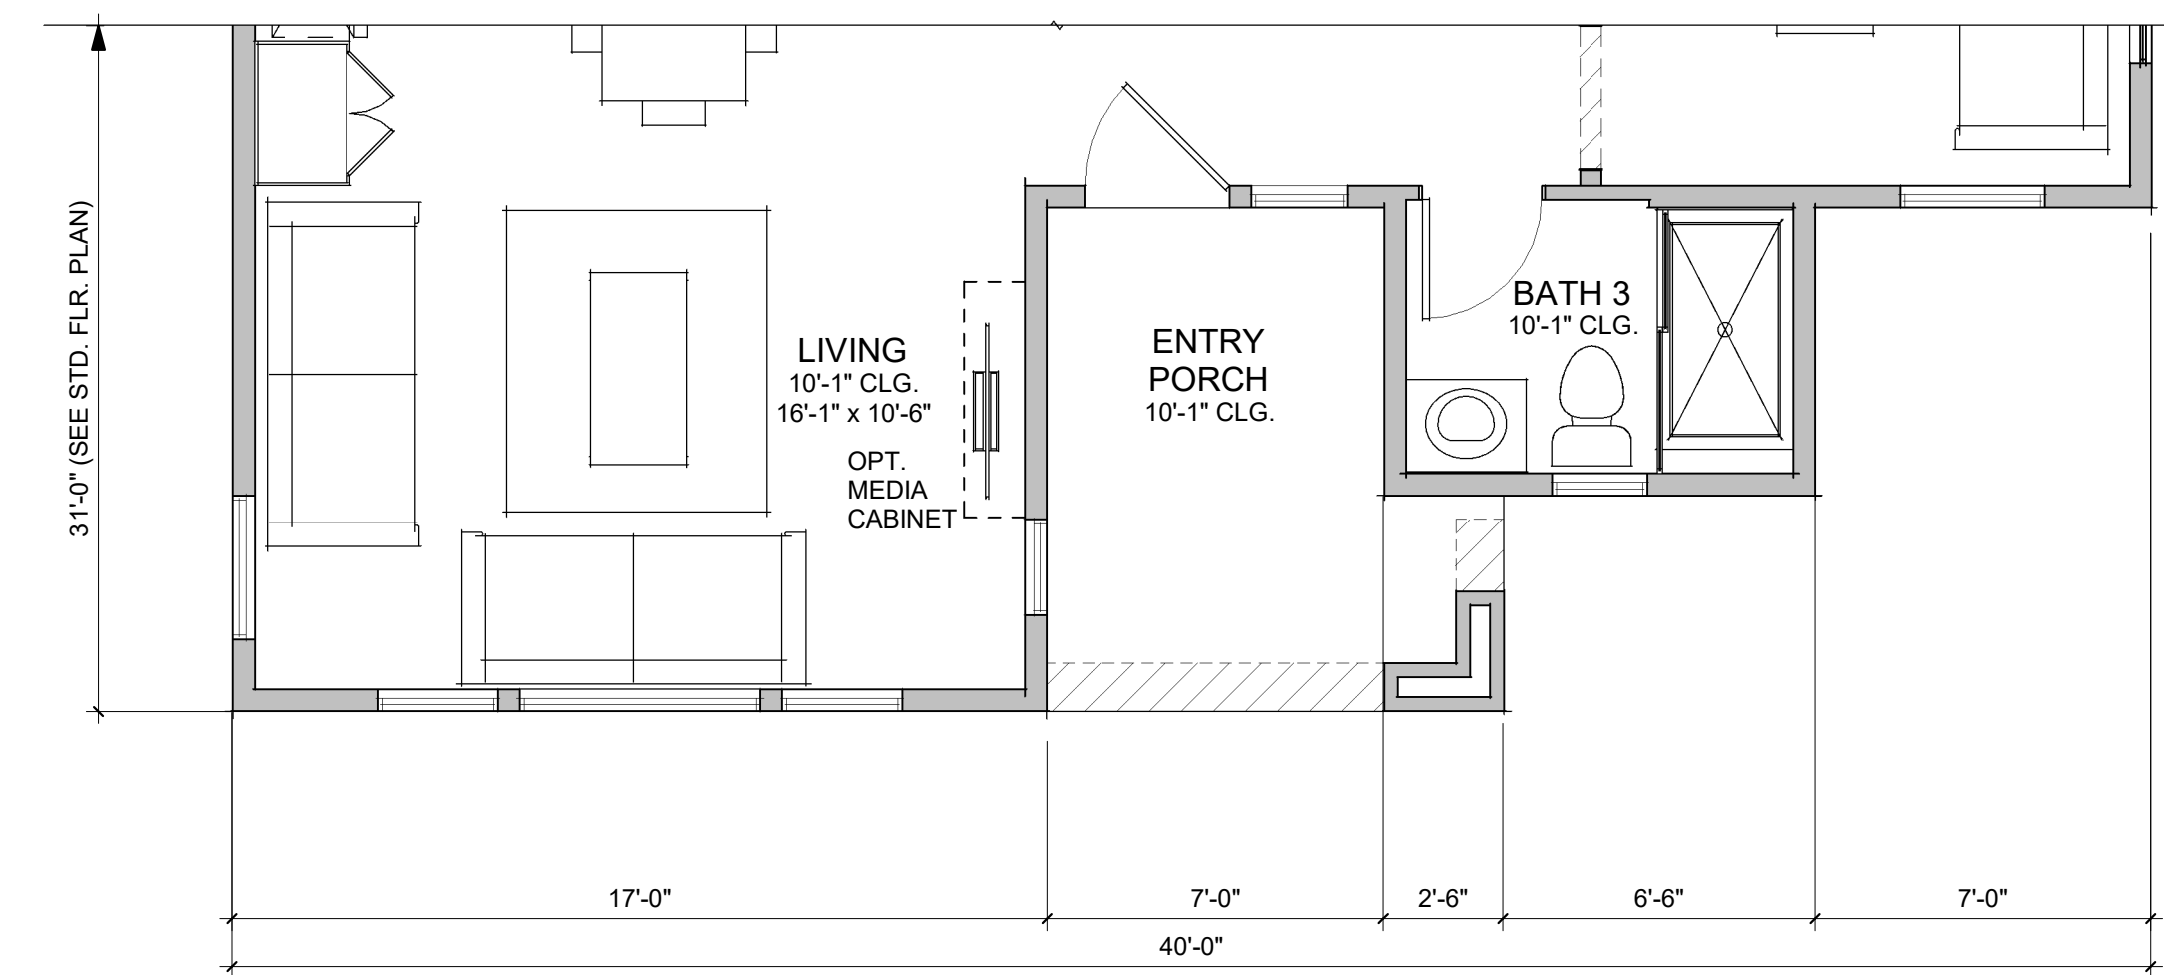 31'-0" (SEE STD. FLR. PLAN)
LIVING
10'-1" CLG.
16'-1" x 10'-6"
OPT.
MEDIA
CABINET
ENTRY
PORCH
10'-1" CLG.
BATH 3
10'-1" CLG.
17'-0"
7'-0"
2'-6"
6'-6"
7'-0"
40'-0"